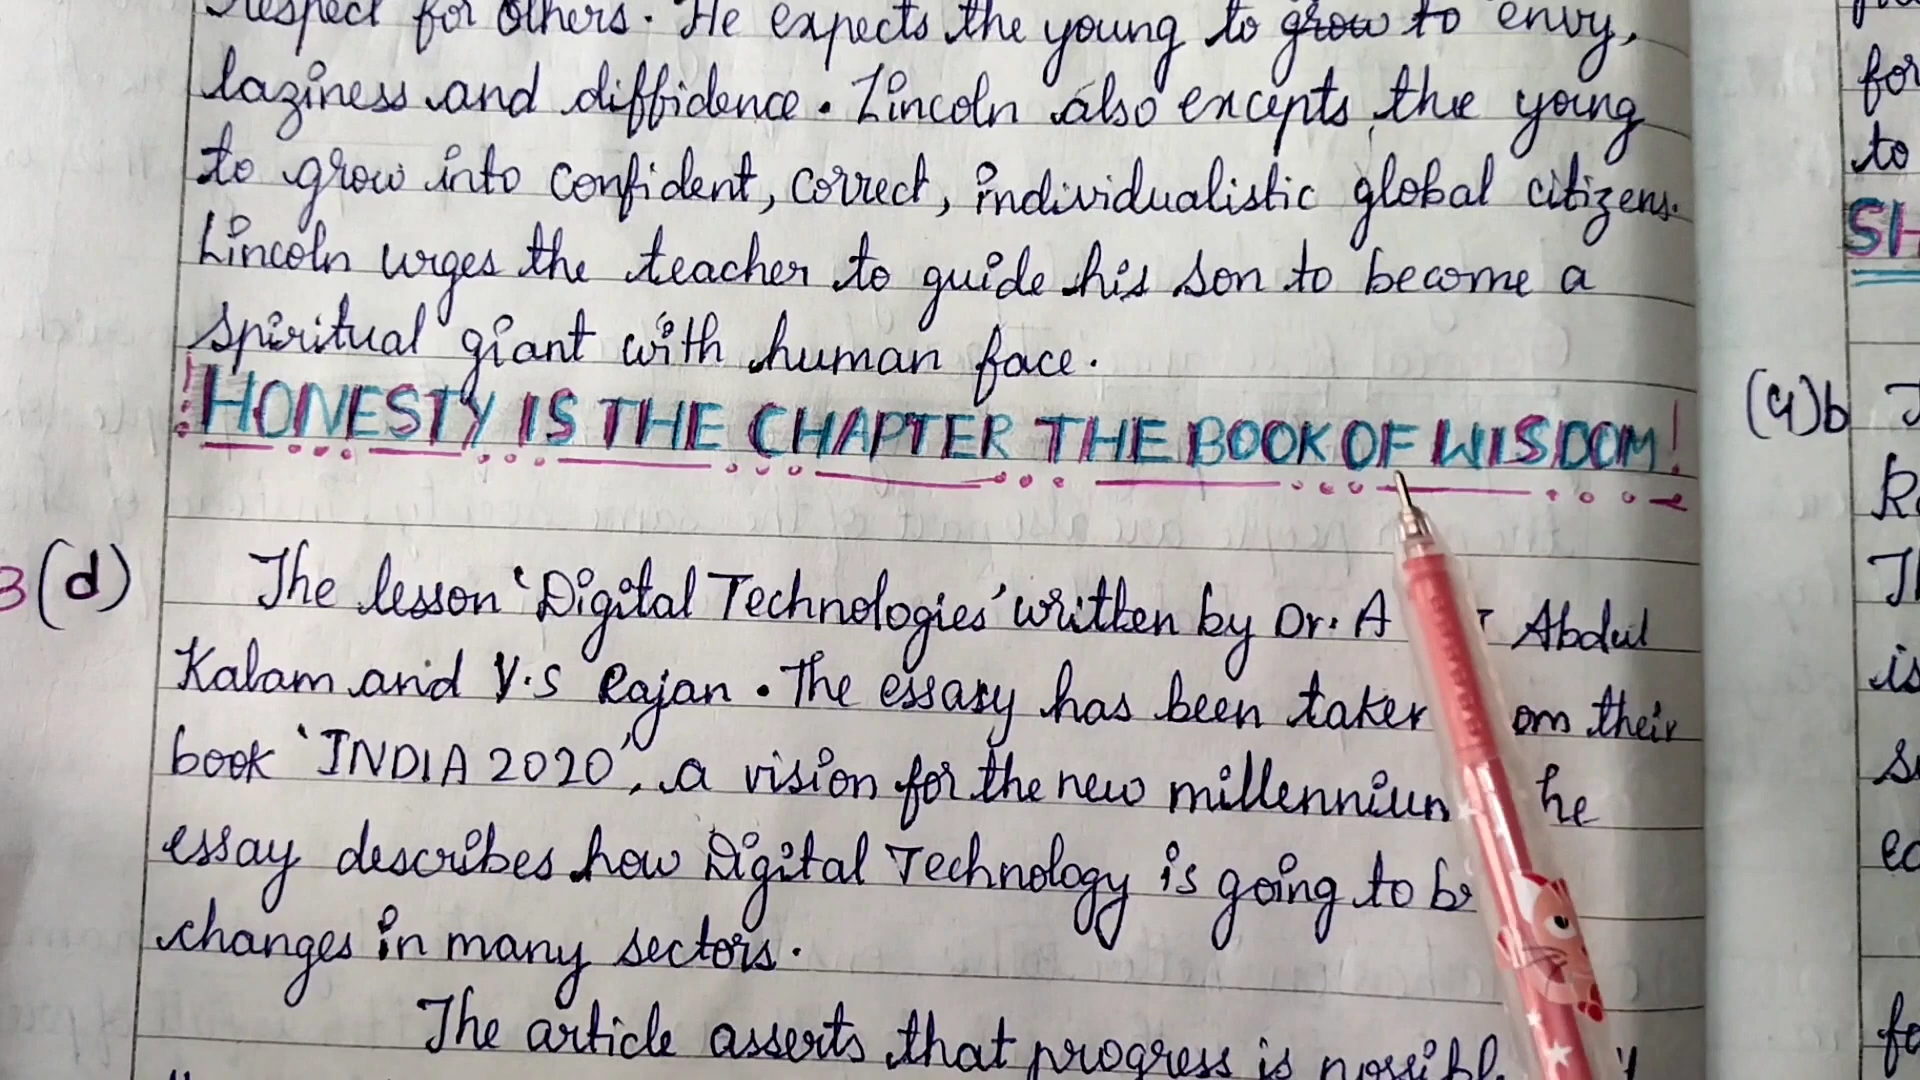 respect for others. He expects the young to grow to envy,
laziness and diffidence. Lincoln also excepts the young
to grow into confident, correct, individualistic global citizens.
Lincoln urges the teacher to guide his son to become a
spiritual giant with human face.
HONESTY IS THE CHAPTER THE BOOK OF WISDOM!
3(d) The lesson 'Digital Technologies' written by Dr. A Abdul
Kalam and Y.S Rajan. The essay has been taken their
book 'INDIA 2020', a vision for the new millennium he
essay describes how Digital Technology is going to
changes in many sectors.
The article asserts that progress is
(4)b
for
to
SH
is